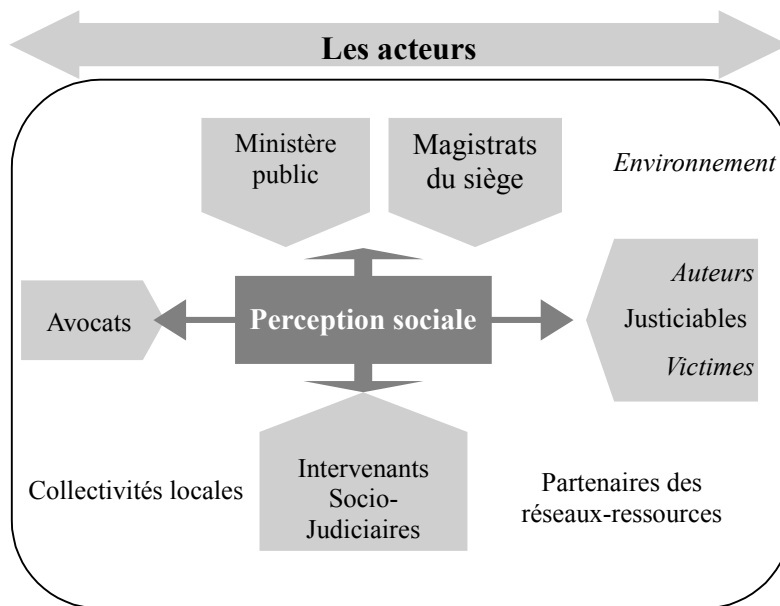 Les acteurs
Ministère
public
Magistrats
du siège
Environnement
Avocats
Perception sociale
Auteurs
Justiciables
Victimes
Collectivités locales
Intervenants
Socio-
Judiciaires
Partenaires des
réseaux-ressources